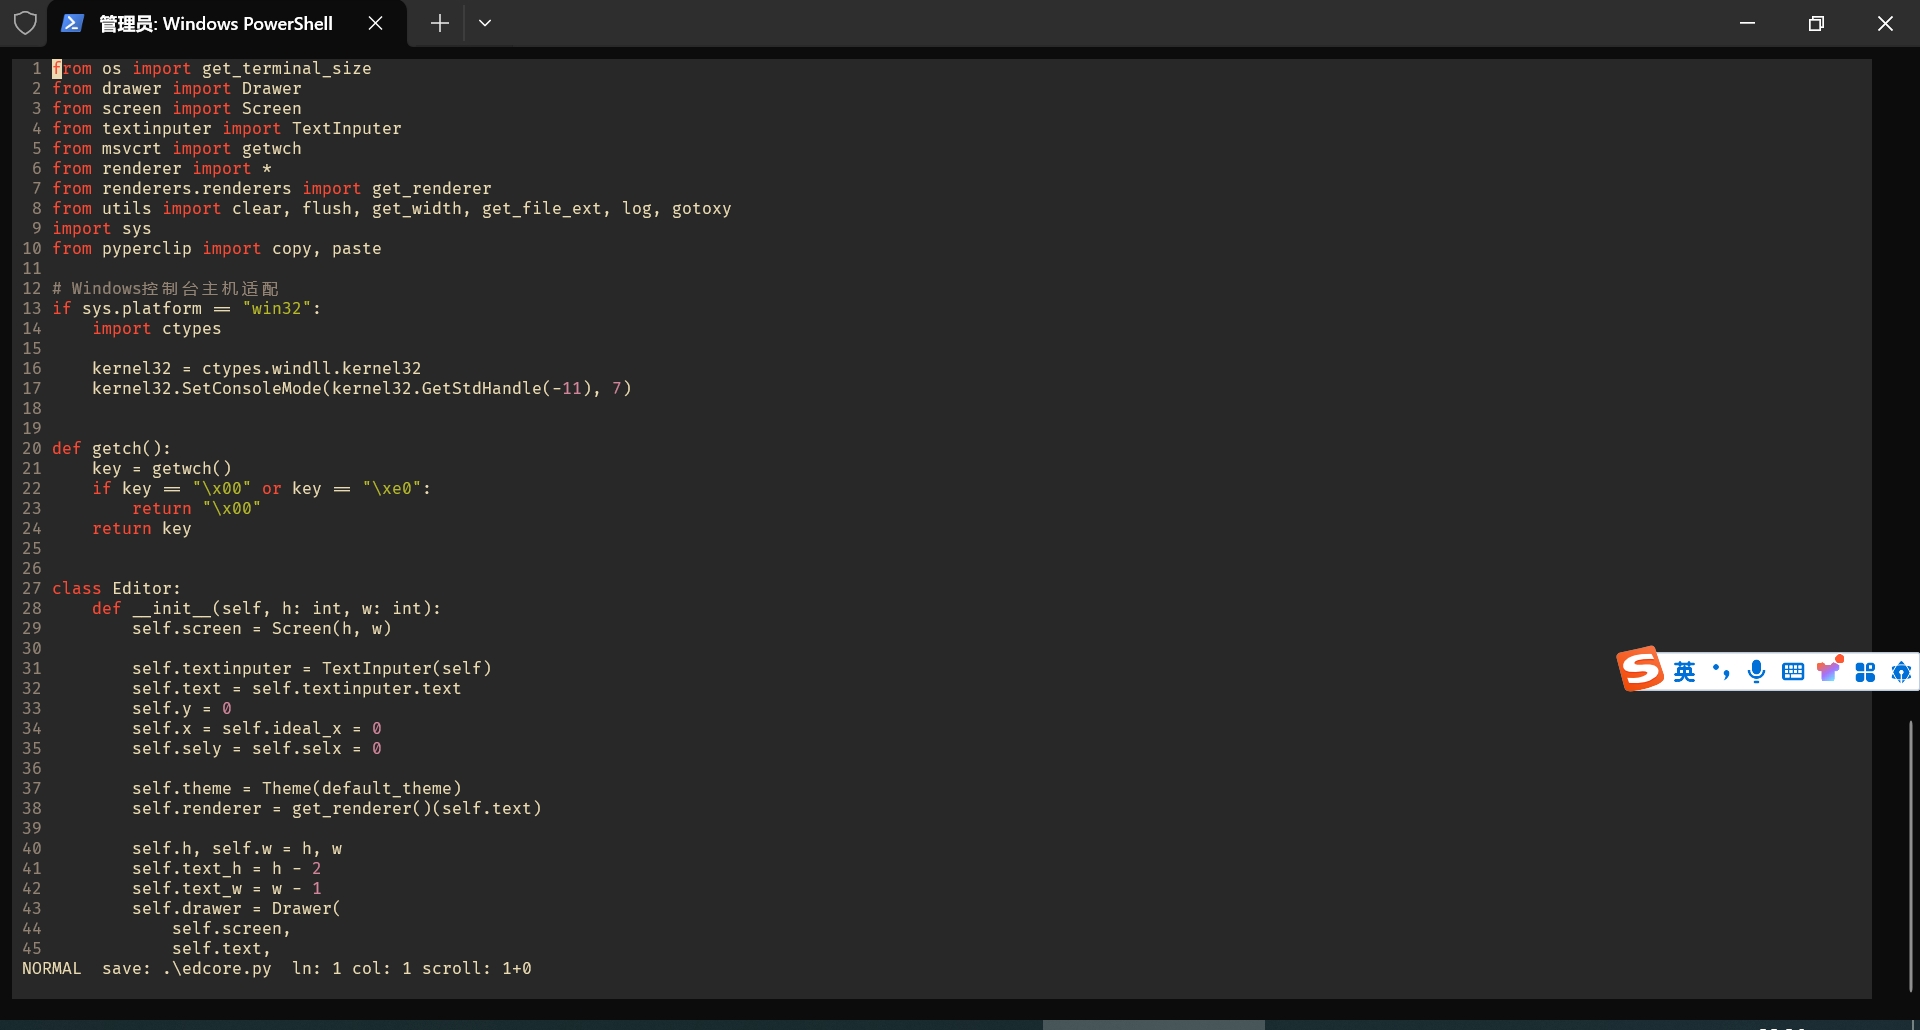 管理员: Windows PowerShell
1 from os import get_terminal_size
2 from drawer import Drawer
3 from screen import Screen
4 from textinputer import TextInputer
5 from msvcrt import getwch
6 from renderer import *
7 from renderers.renderers import get_renderer
8 from utils import clear, flush, get_width, get_file_ext, log, gotoxy
9 import sys
10 from pyperclip import copy, paste
11
12 # Windows控制台主机适配
13 if sys.platform == "win32":
14     import ctypes
15
16     kernel32 = ctypes.windll.kernel32
17     kernel32.SetConsoleMode(kernel32.GetStdHandle(-11), 7)
18
19
20 def getch():
21     key = getwch()
22     if key == "\x00" or key == "\xe0":
23         return "\x00"
24     return key
25
26
27 class Editor:
28     def __init__(self, h: int, w: int):
29         self.screen = Screen(h, w)
30
31         self.textinputer = TextInputer(self)
32         self.text = self.textinputer.text
33         self.y = 0
34         self.x = self.ideal_x = 0
35         self.sely = self.selx = 0
36
37         self.theme = Theme(default_theme)
38         self.renderer = get_renderer()(self.text)
39
40         self.h, self.w = h, w
41         self.text_h = h - 2
42         self.text_w = w - 1
43         self.drawer = Drawer(
44             self.screen,
45             self.text,
NORMAL  save: .\edcore.py  ln: 1 col: 1 scroll: 1+0
S 英